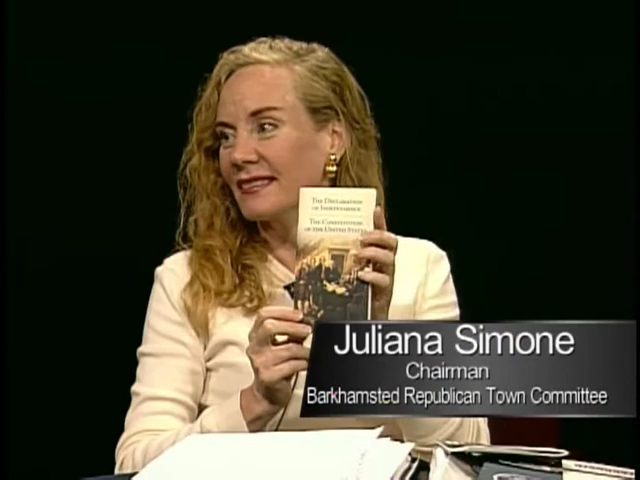 THE DECLARATION
OF INDEPENDENCE
THE CONSTITUTION
OF THE UNITED STATES
Juliana Simone
Chairman
Barkhamsted Republican Town Committee